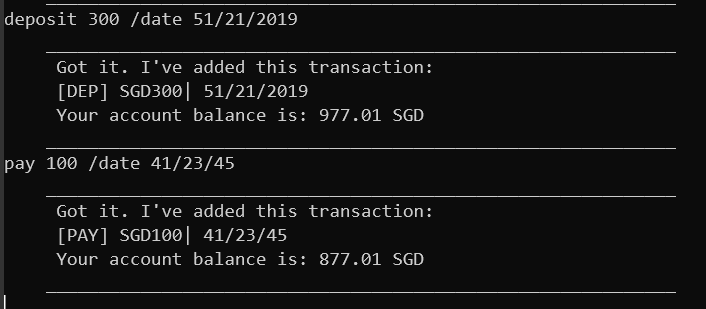 deposit 300 /date 51/21/2019
Got it. I've added this transaction:
[DEP] SGD300| 51/21/2019
Your account balance is: 977.01 SGD
pay 100 /date 41/23/45
Got it. I've added this transaction:
[PAY] SGD100| 41/23/45
Your account balance is: 877.01 SGD